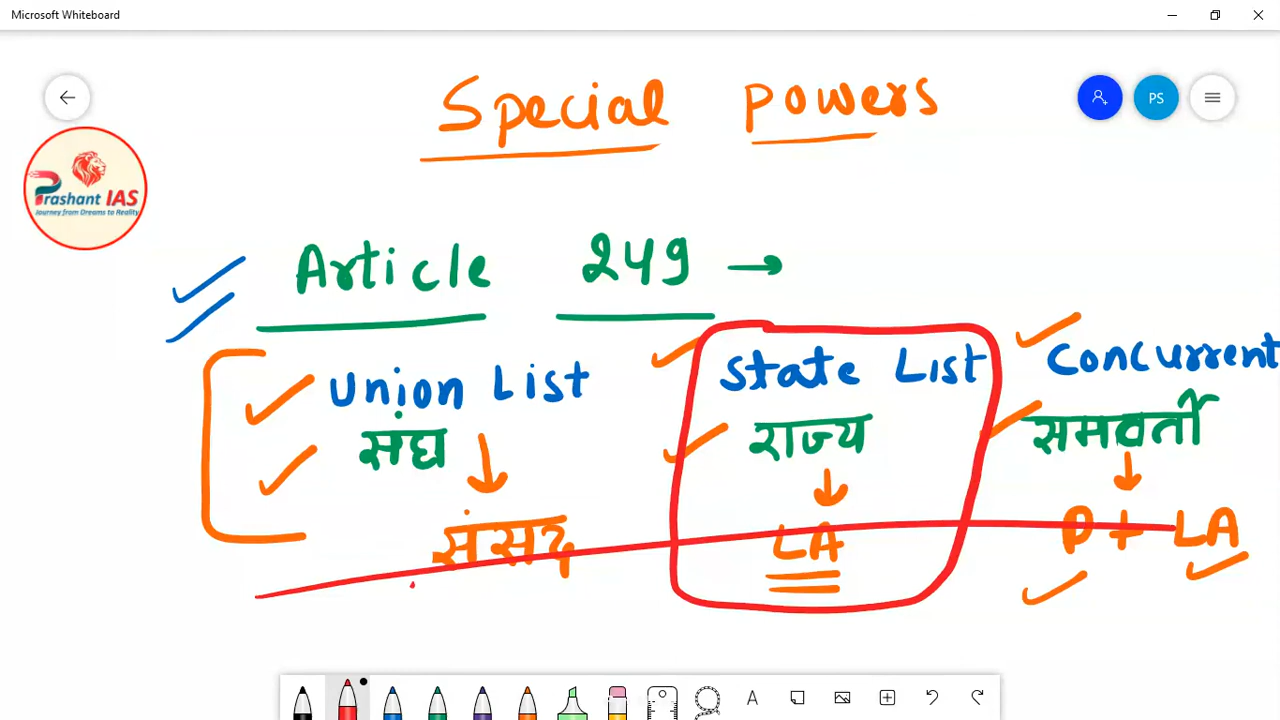 Microsoft Whiteboard
Special Powers
PS
Prashant IAS
Journey from Dreams to Reality
Article 249 →
Union List State List Concurrent
संघ राज्य समवर्ती
संसद LA P + LA
A